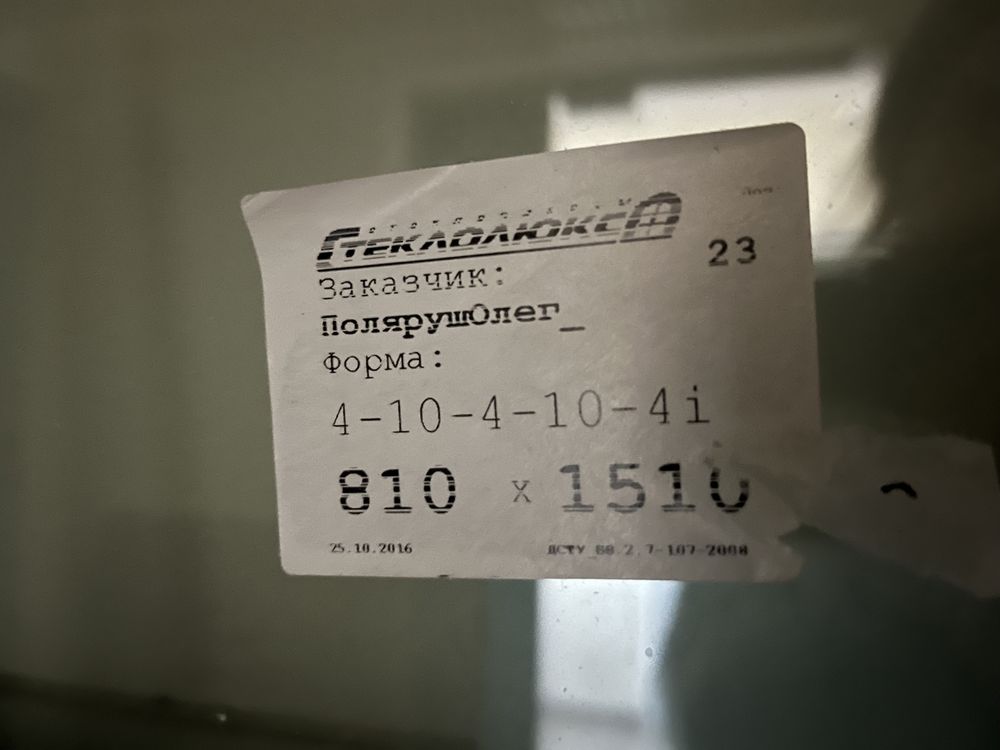 Стеклолюкс
23
Заказчик:
ПолярушОлег_
Форма:
4-10-4-10-4i
810 x 1510
25.10.2016 ДСТУ_Б В.2.7-107-2008